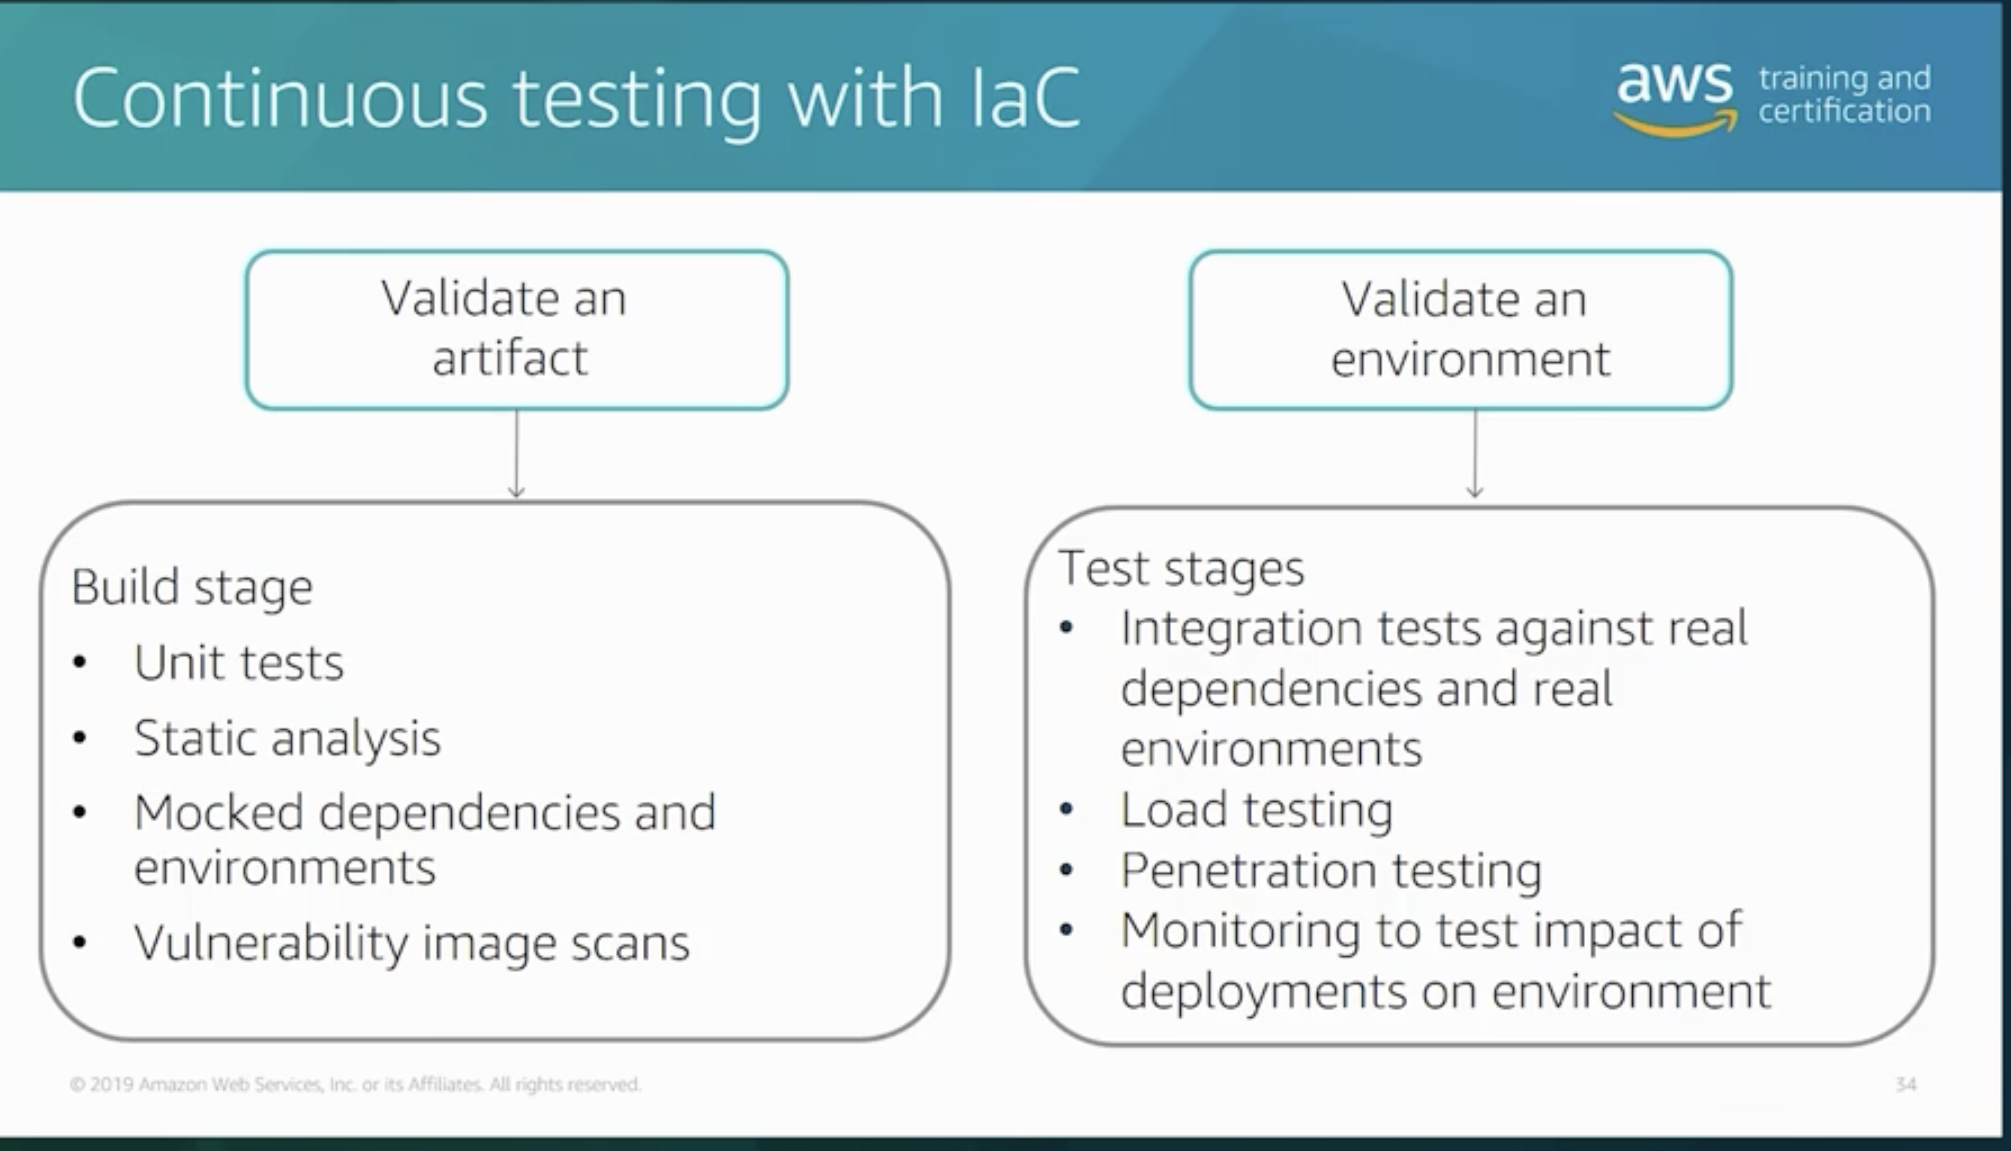 Continuous testing with IaC
aws training and
certification
Validate an
artifact
Build stage
• Unit tests
• Static analysis
• Mocked dependencies and
environments
• Vulnerability image scans
Validate an
environment
Test stages
• Integration tests against real
dependencies and real
environments
• Load testing
• Penetration testing
• Monitoring to test impact of
deployments on environment
© 2019 Amazon Web Services, Inc. or its Affiliates. All rights reserved.
34